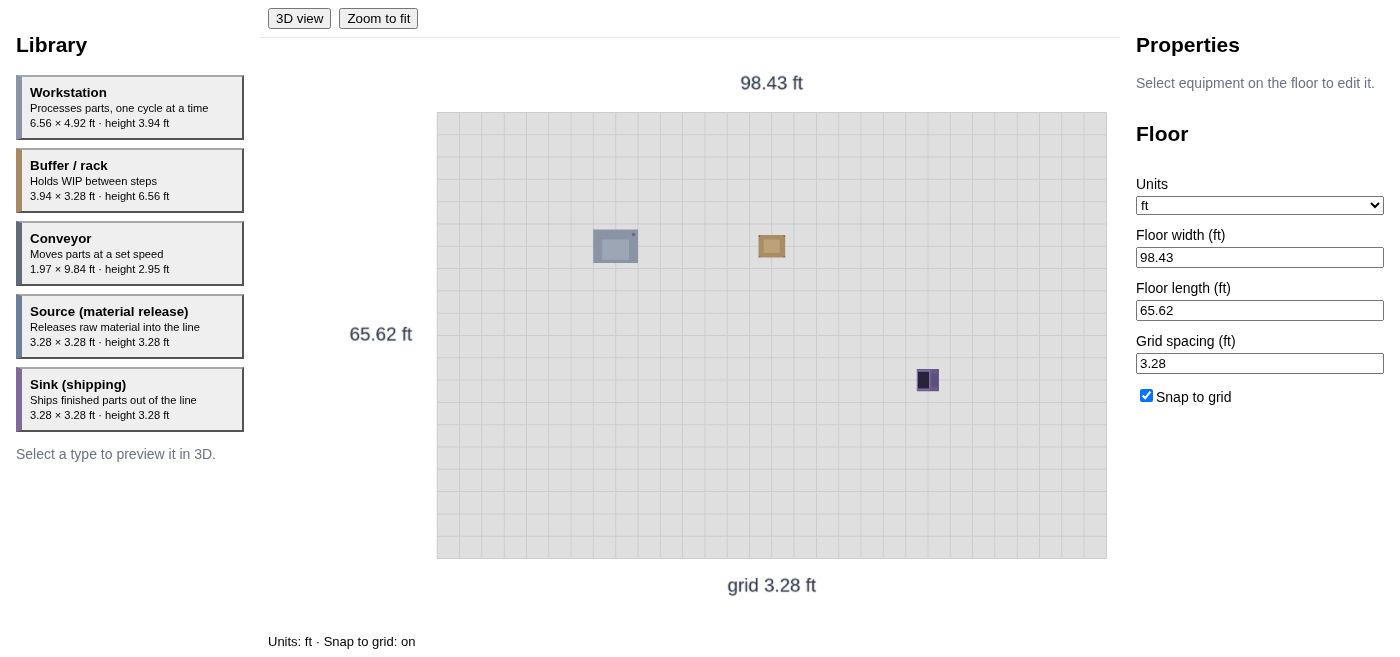 3D view
Zoom to fit
Library
Workstation
Processes parts, one cycle at a time
6.56 × 4.92 ft · height 3.94 ft
Buffer / rack
Holds WIP between steps
3.94 × 3.28 ft · height 6.56 ft
Conveyor
Moves parts at a set speed
1.97 × 9.84 ft · height 2.95 ft
Source (material release)
Releases raw material into the line
3.28 × 3.28 ft · height 3.28 ft
Sink (shipping)
Ships finished parts out of the line
3.28 × 3.28 ft · height 3.28 ft
Select a type to preview it in 3D.
98.43 ft
65.62 ft
grid 3.28 ft
Units: ft · Snap to grid: on
Properties
Select equipment on the floor to edit it.
Floor
Units
ft
Floor width (ft)
98.43
Floor length (ft)
65.62
Grid spacing (ft)
3.28
Snap to grid